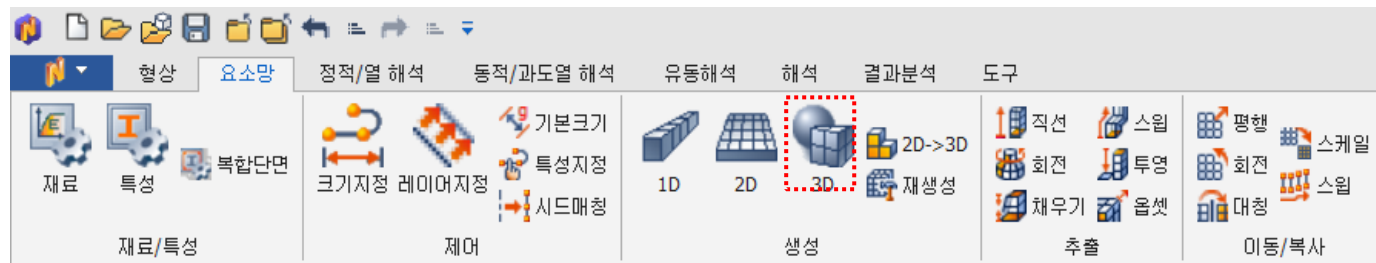 형상 요소망 정적/열 해석 동적/과도열 해석 유동해석 해석 결과분석 도구
재료 특성 복합단면
재료/특성
크기지정 레이어지정 기본크기
특성지정
시드매칭
제어
1D 2D 3D 2D->3D
재생성
생성
직선 스윕
회전 투영
채우기 옵셋
추출
평행 스케일
회전 스윕
대칭
이동/복사